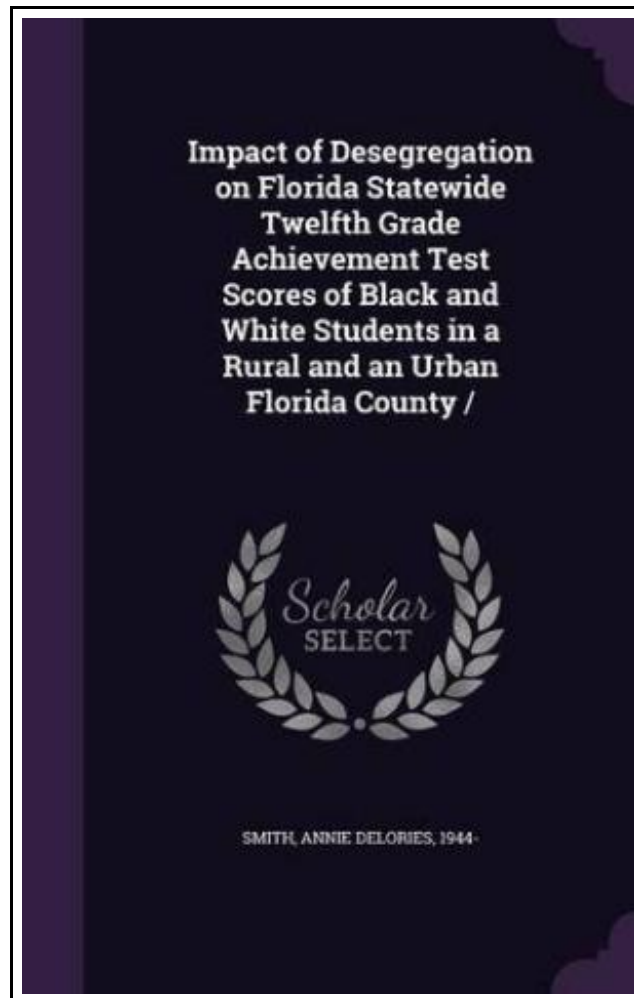 Impact of Desegregation
on Florida Statewide
Twelfth Grade
Achievement Test
Scores of Black and
White Students in a
Rural and an Urban
Florida County /
Scholar
SELECT
SMITH, ANNIE DELORIES, 1944-